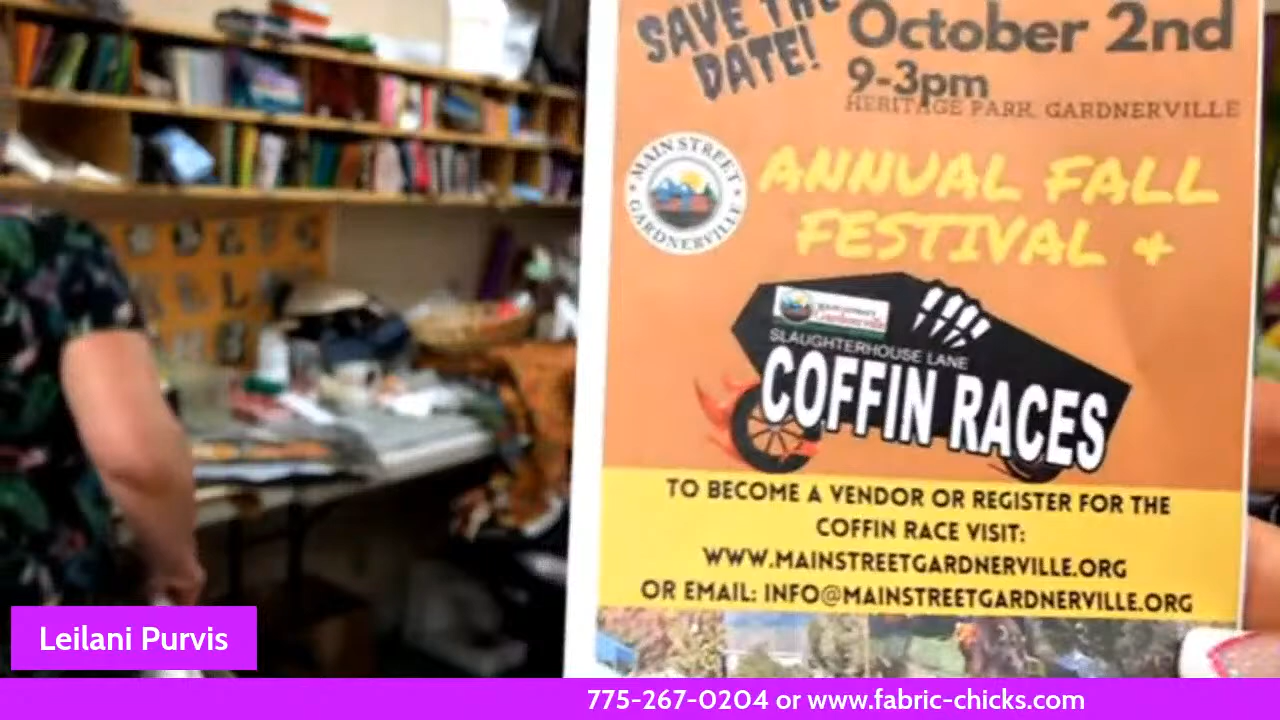 SAVE THE
DATE!
October 2nd
9-3pm
HERITAGE PARK, GARDNERVILLE
MAIN STREET
GARDNERVILLE
ANNUAL FALL
FESTIVAL &
Gardnerville
SLAUGHTERHOUSE LANE
COFFIN RACES
TO BECOME A VENDOR OR REGISTER FOR THE
COFFIN RACE VISIT:
WWW.MAINSTREETGARDNERVILLE.ORG
OR EMAIL: INFO@MAINSTREETGARDNERVILLE.ORG
Leilani Purvis
775-267-0204 or www.fabric-chicks.com